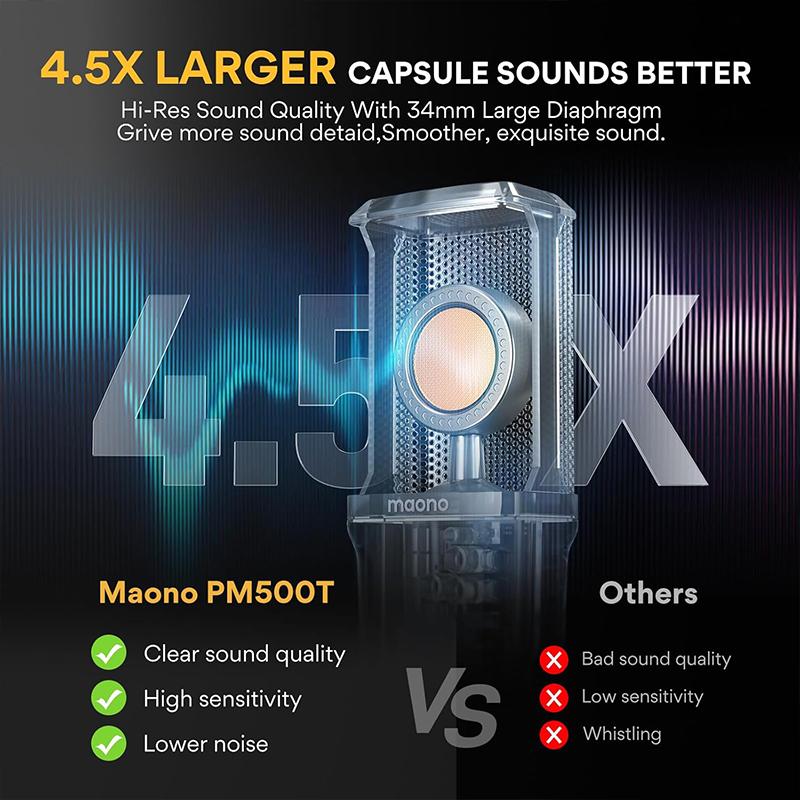 4.5X LARGER CAPSULE SOUNDS BETTER
Hi-Res Sound Quality With 34mm Large Diaphragm
Grive more sound detaid,Smoother, exquisite sound.
4.5X
maono
Maono PM500T
Others
Clear sound quality
High sensitivity
Lower noise
VS
Bad sound quality
Low sensitivity
Whistling